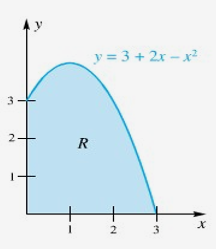 y
y = 3 + 2x – x²
3
2
R
1
1 2 3 x